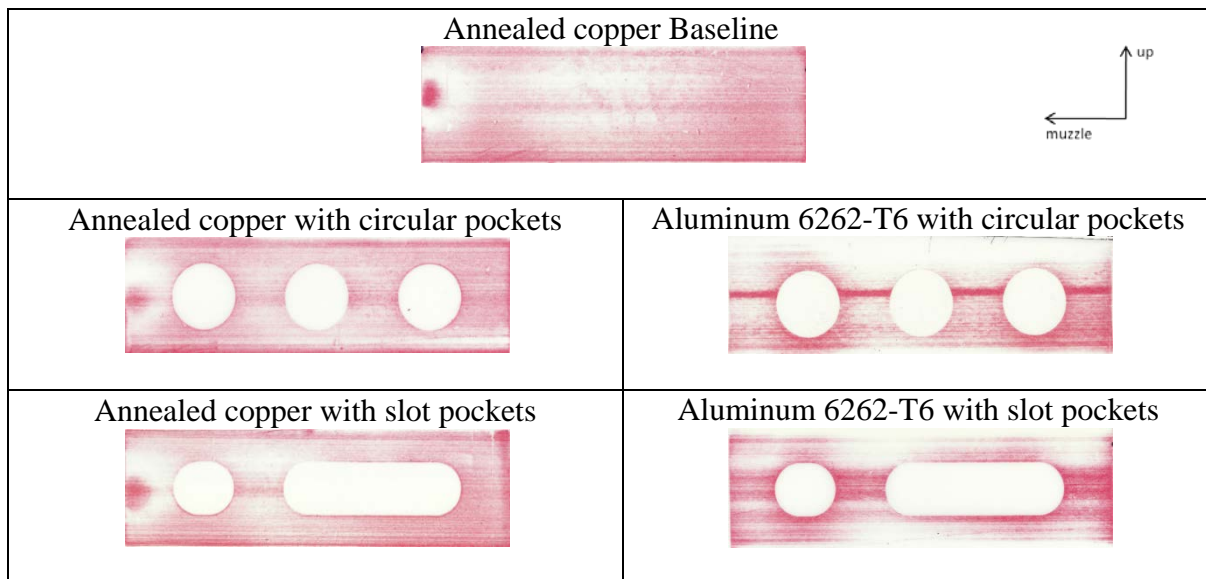 Annealed copper Baseline
up
muzzle
Annealed copper with circular pockets
Aluminum 6262-T6 with circular pockets
Annealed copper with slot pockets
Aluminum 6262-T6 with slot pockets